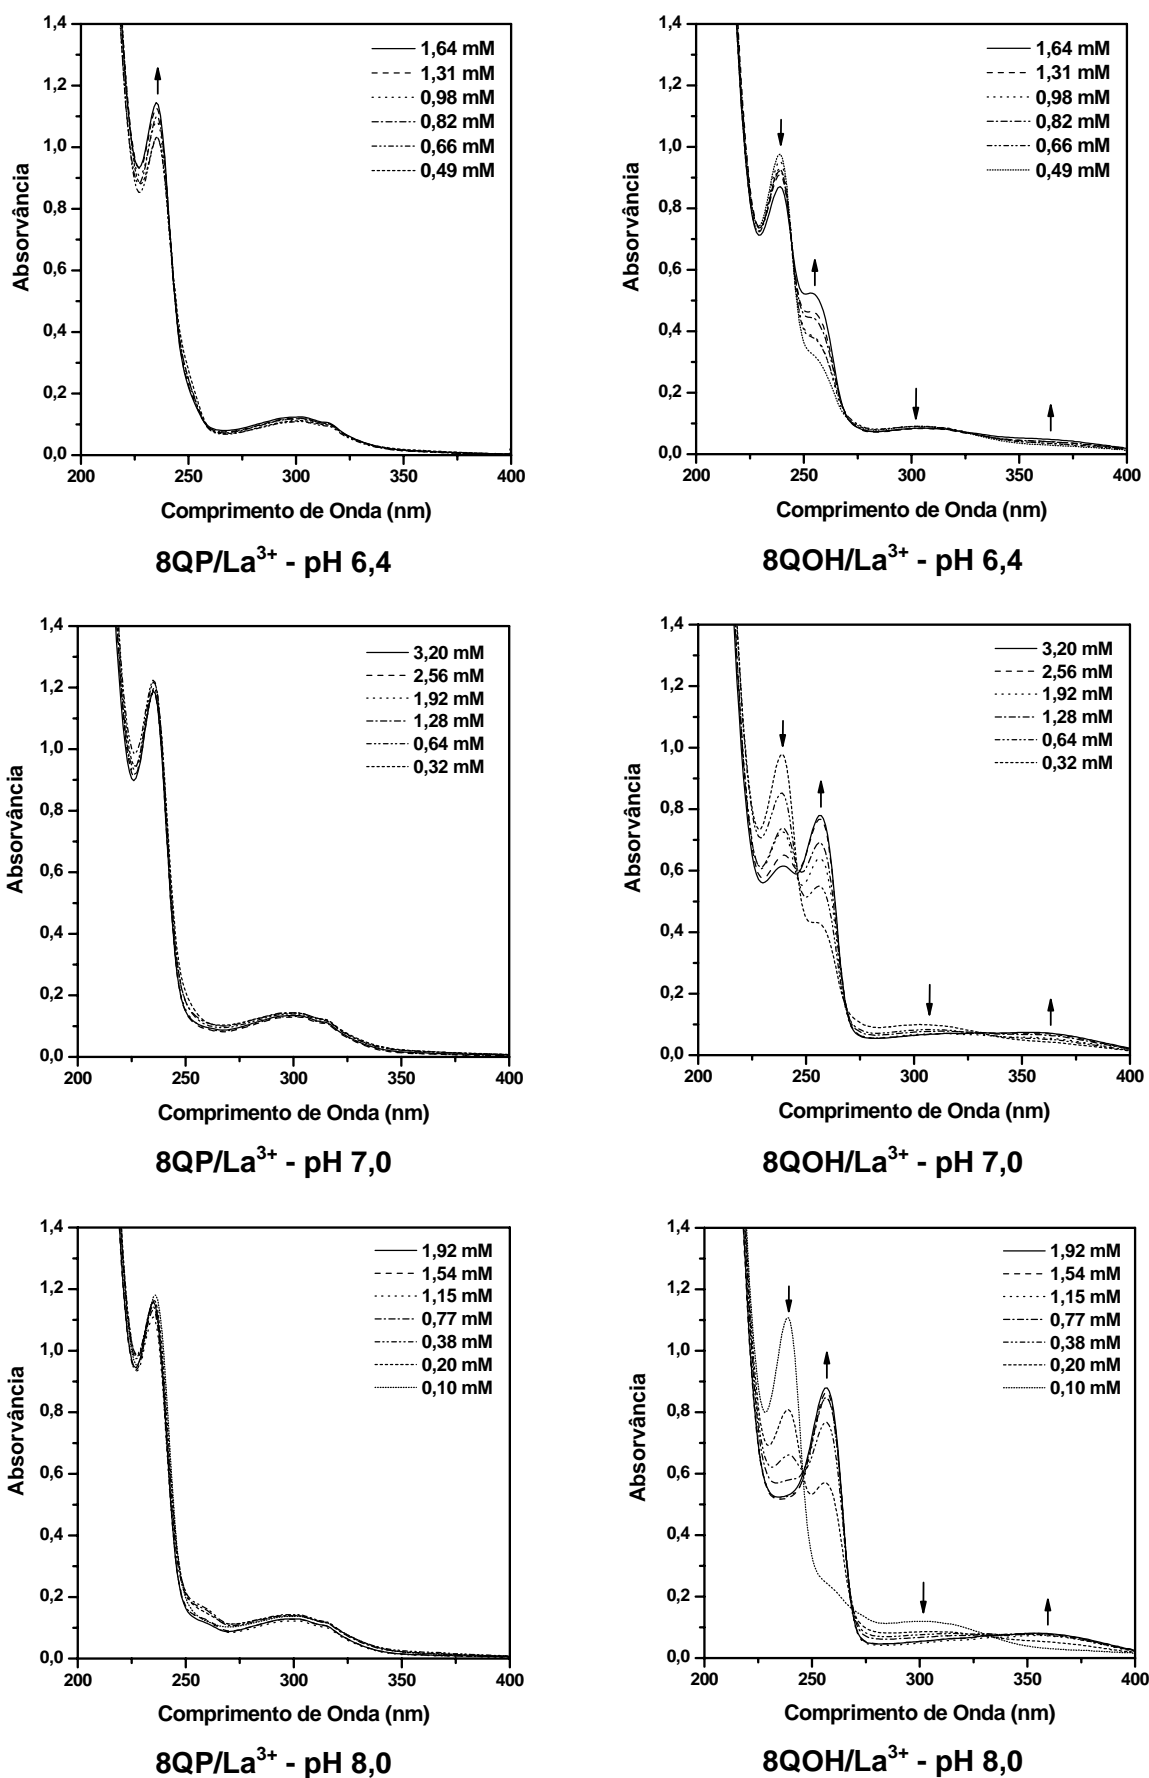 1,4
1,2
1,0
0,8
0,6
0,4
0,2
0,0
Absorvância
1,64 mM
1,31 mM
0,98 mM
0,82 mM
0,66 mM
0,49 mM
200 250 300 350 400
Comprimento de Onda (nm)
8QP/La³⁺ - pH 6,4
1,4
1,2
1,0
0,8
0,6
0,4
0,2
0,0
Absorvância
1,64 mM
1,31 mM
0,98 mM
0,82 mM
0,66 mM
0,49 mM
200 250 300 350 400
Comprimento de Onda (nm)
8QOH/La³⁺ - pH 6,4
1,4
1,2
1,0
0,8
0,6
0,4
0,2
0,0
Absorvância
3,20 mM
2,56 mM
1,92 mM
1,28 mM
0,64 mM
0,32 mM
200 250 300 350 400
Comprimento de Onda (nm)
8QP/La³⁺ - pH 7,0
1,4
1,2
1,0
0,8
0,6
0,4
0,2
0,0
Absorvância
3,20 mM
2,56 mM
1,92 mM
1,28 mM
0,64 mM
0,32 mM
200 250 300 350 400
Comprimento de Onda (nm)
8QOH/La³⁺ - pH 7,0
1,4
1,2
1,0
0,8
0,6
0,4
0,2
0,0
Absorvância
1,92 mM
1,54 mM
1,15 mM
0,77 mM
0,38 mM
0,20 mM
0,10 mM
200 250 300 350 400
Comprimento de Onda (nm)
8QP/La³⁺ - pH 8,0
1,4
1,2
1,0
0,8
0,6
0,4
0,2
0,0
Absorvância
1,92 mM
1,54 mM
1,15 mM
0,77 mM
0,38 mM
0,20 mM
0,10 mM
200 250 300 350 400
Comprimento de Onda (nm)
8QOH/La³⁺ - pH 8,0